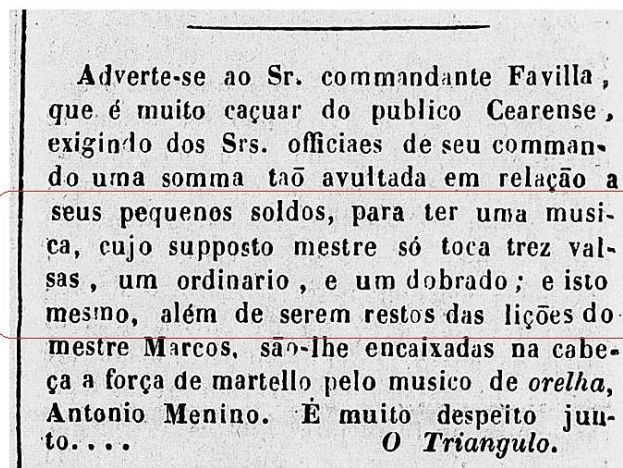 Adverte-se ao Sr. commandante Favilla,
que é muito caçuar do publico Cearense,
exigindo dos Srs. officiaes de seu comman-
do uma somma taõ avultada em relação a
seus pequenos soldos, para ter uma musi-
ca, cujo supposto mestre só toca trez val-
sas, um ordinario, e um dobrado; e isto
mesmo, além de serem restos das lições do
mestre Marcos, são-lhe encaixadas na cabe-
ça a força de martello pelo musico de orelha,
Antonio Menino. É muito despeito jun-
to.... O Triangulo.